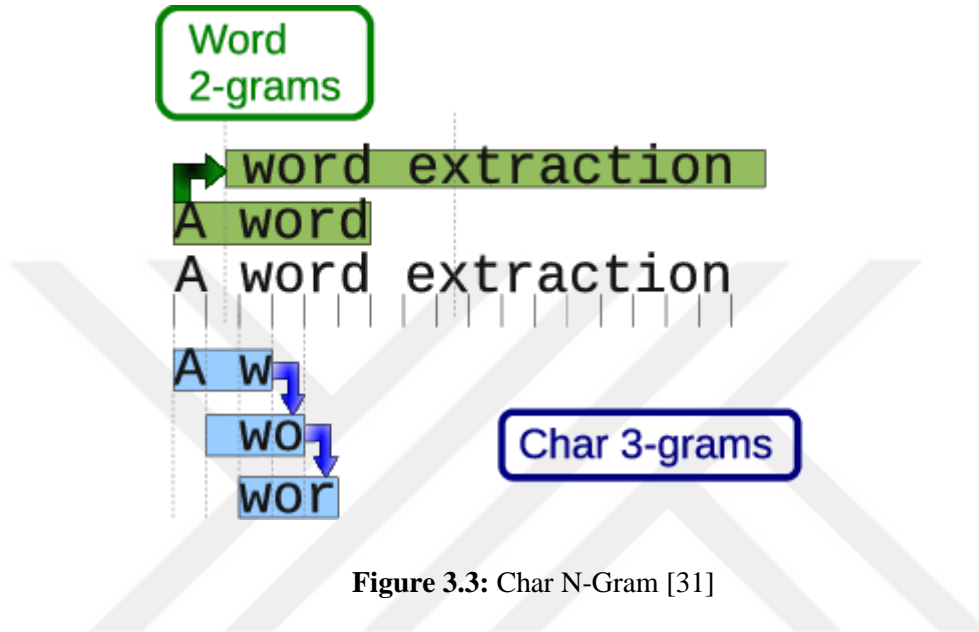 Word
2-grams
word extraction
A word
A word extraction
A w
wo
wor
Char 3-grams
Figure 3.3: Char N-Gram [31]